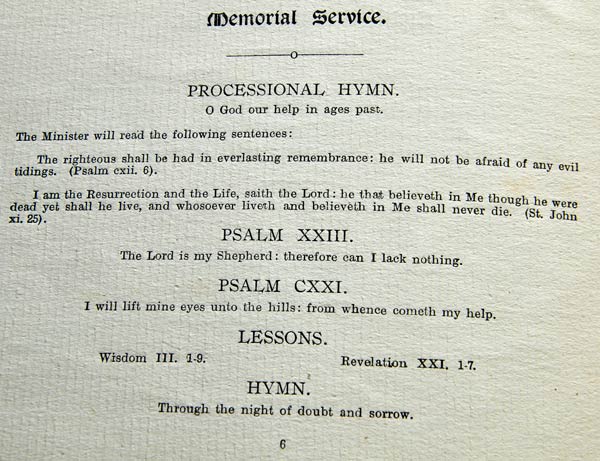 Memorial Service.
PROCESSIONAL HYMN.
O God our help in ages past.
The Minister will read the following sentences:
The righteous shall be had in everlasting remembrance: he will not be afraid of any evil
tidings. (Psalm cxii. 6).
I am the Resurrection and the Life, saith the Lord: he that believeth in Me though he were
dead yet shall he live, and whosoever liveth and believeth in Me shall never die. (St. John
xi. 25).
PSALM XXIII.
The Lord is my Shepherd: therefore can I lack nothing.
PSALM CXXI.
I will lift mine eyes unto the hills: from whence cometh my help.
LESSONS.
Wisdom III. 1-9. Revelation XXI. 1-7.
HYMN.
Through the night of doubt and sorrow.
6